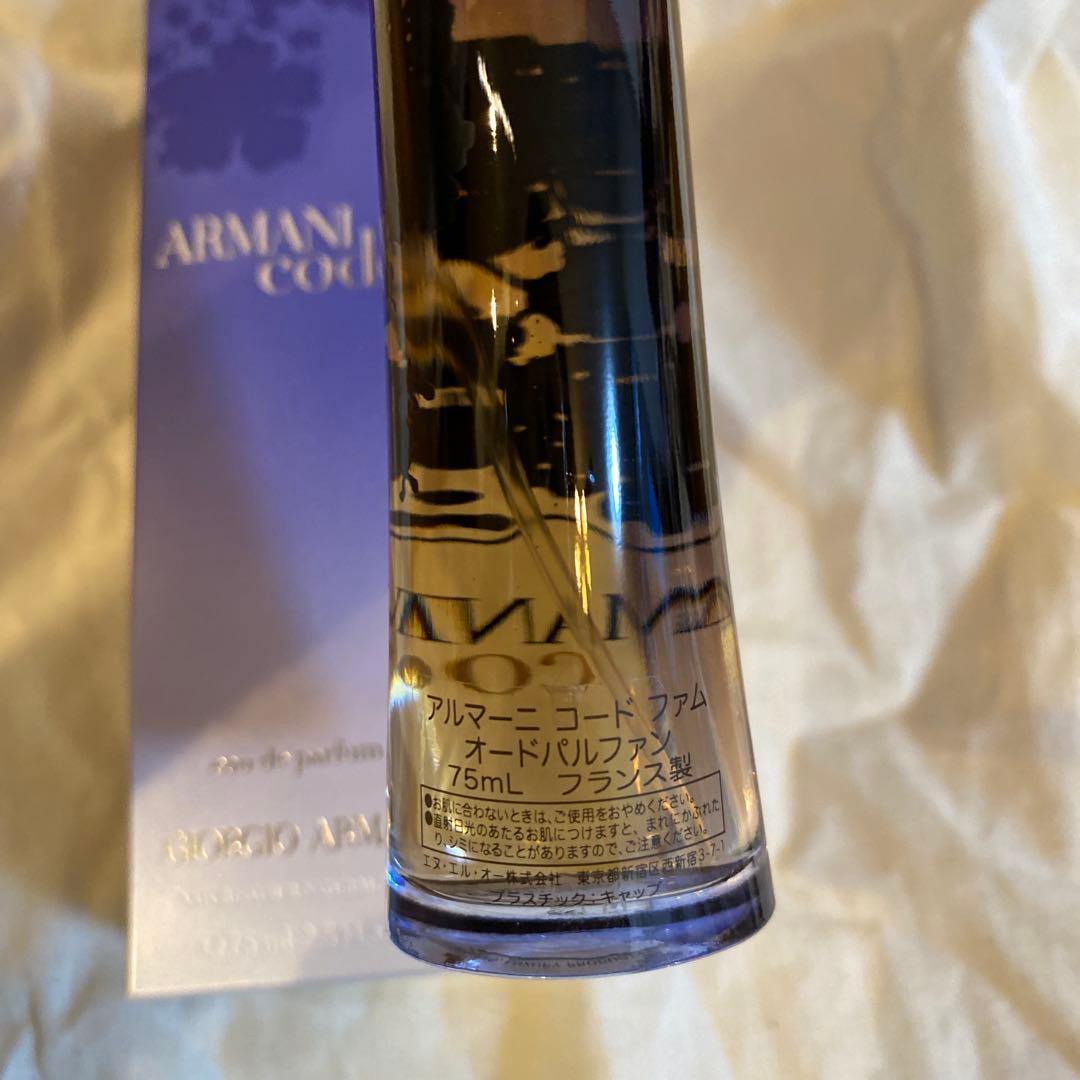 ARMANI
code
eau de parfum
GIORGIO ARMA
アルマーニ コード ファム
オードパルファン
75mL フランス製
●お肌に合わないときは、ご使用をおやめください。
●直射日光のあたるお肌につけますと、まれにかぶれた
り、シミになることがありますので、ご注意ください。
エヌ・エル・オー株式会社 東京都新宿区西新宿3-7-1
プラスチック:キャップ